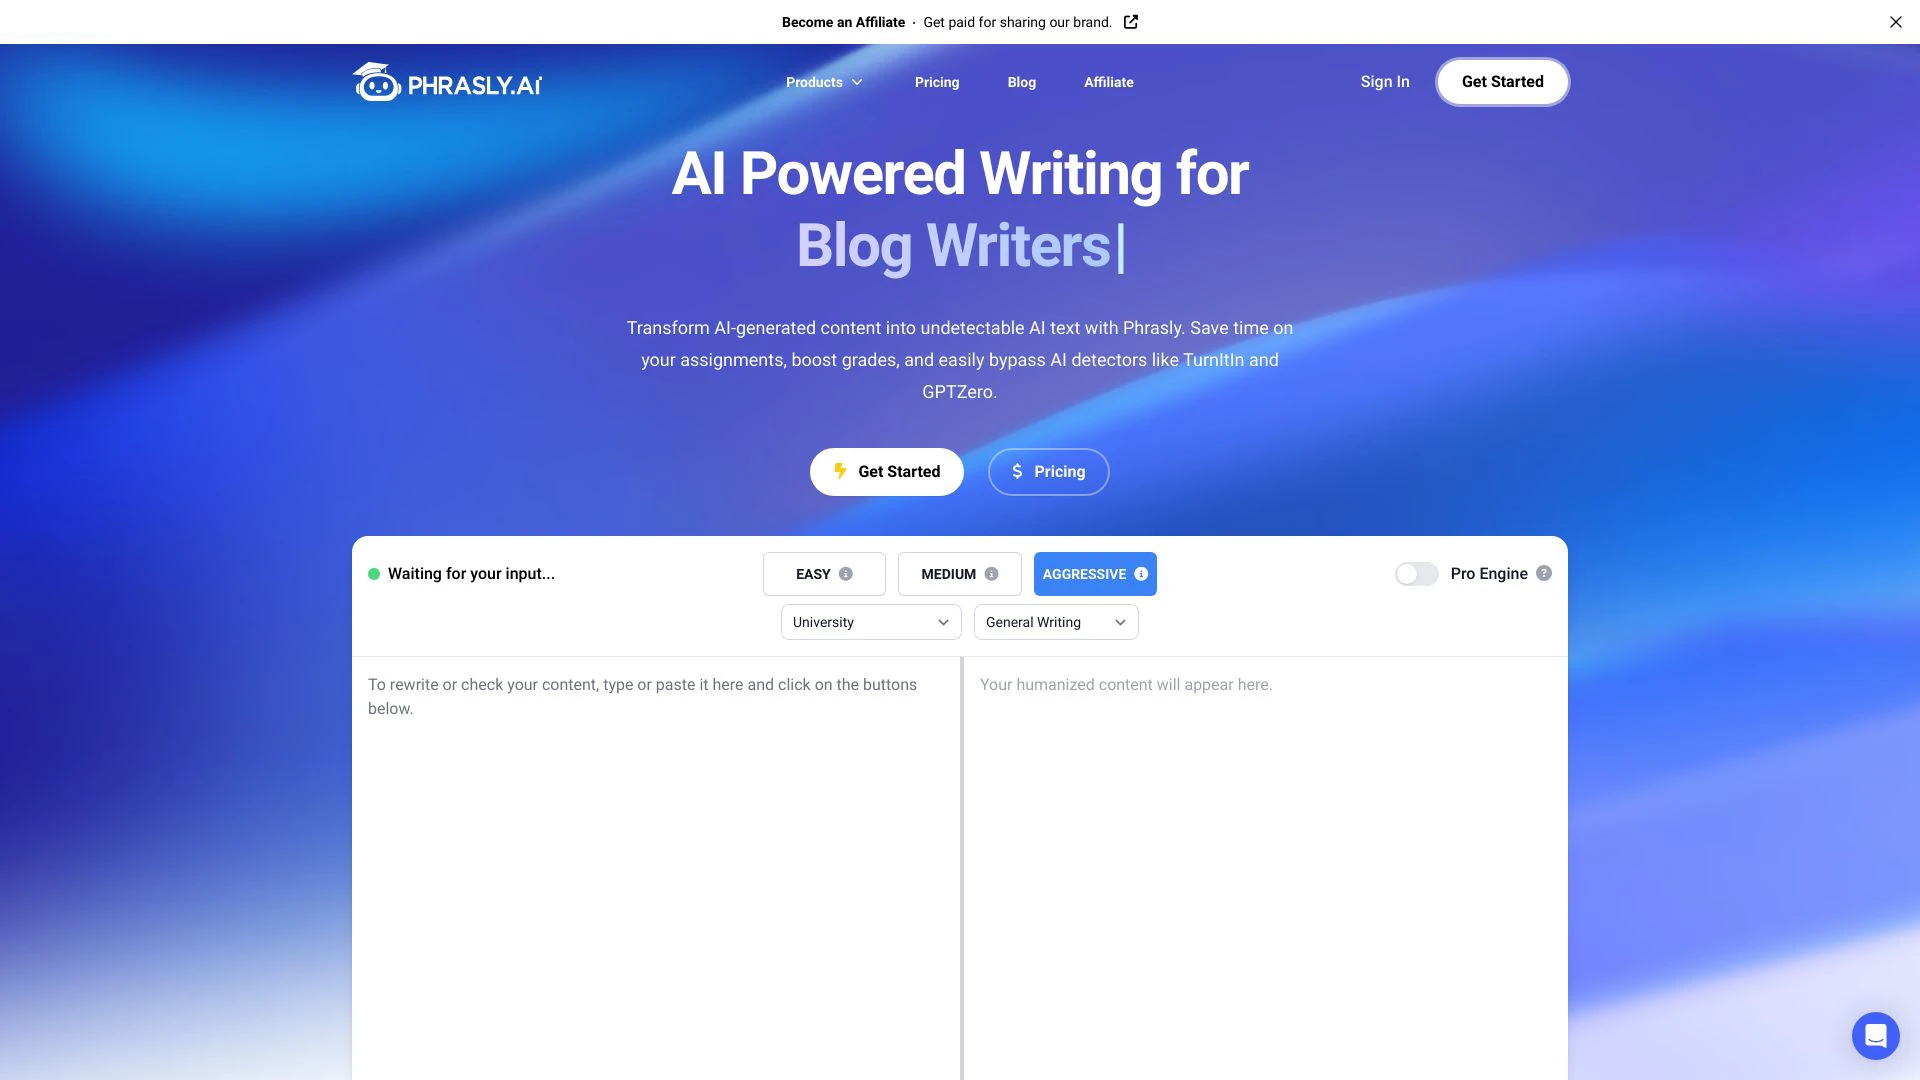 Become an Affiliate · Get paid for sharing our brand.
PHRASLY.AI
Products
Pricing
Blog
Affiliate
Sign In
Get Started
AI Powered Writing for
Blog Writers|
Transform AI-generated content into undetectable AI text with Phrasly. Save time on
your assignments, boost grades, and easily bypass AI detectors like TurnItIn and
GPTZero.
Get Started
$ Pricing
Waiting for your input...
EASY
MEDIUM
AGGRESSIVE
Pro Engine ?
University
General Writing
To rewrite or check your content, type or paste it here and click on the buttons
below.
Your humanized content will appear here.